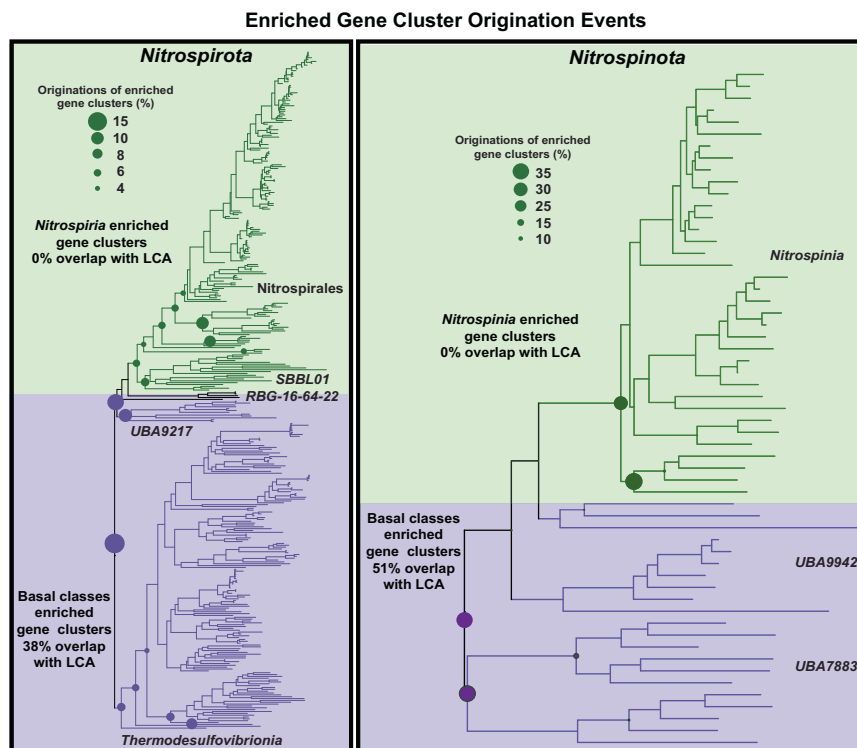 Enriched Gene Cluster Origination Events
Nitrospirota
Originations of enriched
gene clusters (%)
15
10
8
6
4
Nitrospiria enriched
gene clusters
0% overlap with LCA
Nitrospirales
SBBL01
RBG-16-64-22
UBA9217
Basal classes
enriched
gene clusters
38% overlap
with LCA
Thermodesulfovibrionia
Nitrospinota
Originations of enriched
gene clusters (%)
35
30
25
15
10
Nitrospinia
Nitrospinia enriched
gene clusters
0% overlap with LCA
Basal classes
enriched
gene clusters
51% overlap
with LCA
UBA9942
UBA7883